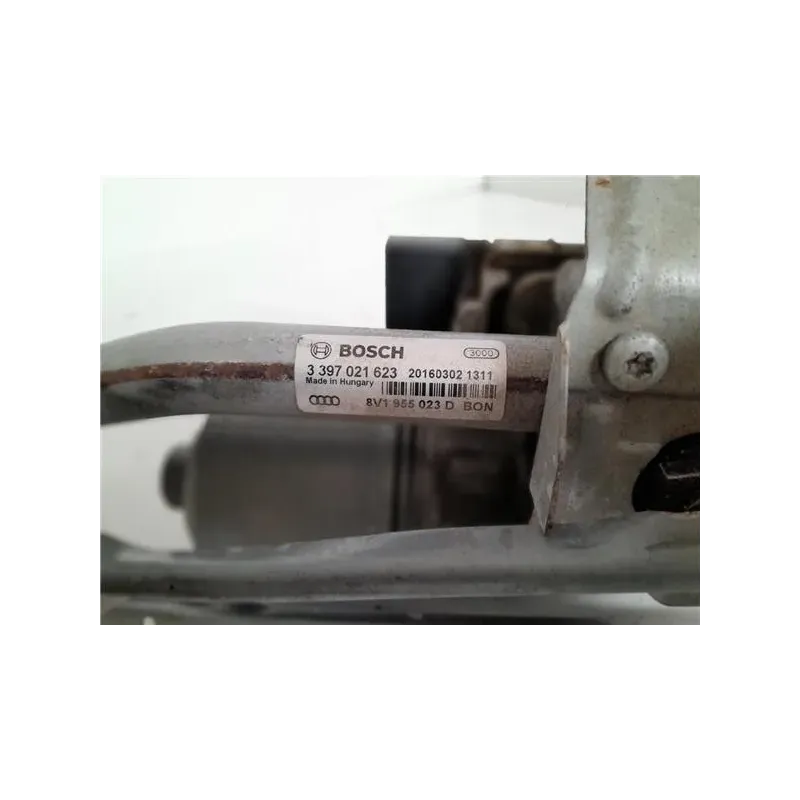 BOSCH 3000
3 397 021 623 20160302 1311
Made in Hungary
8V1 955 023 D BON